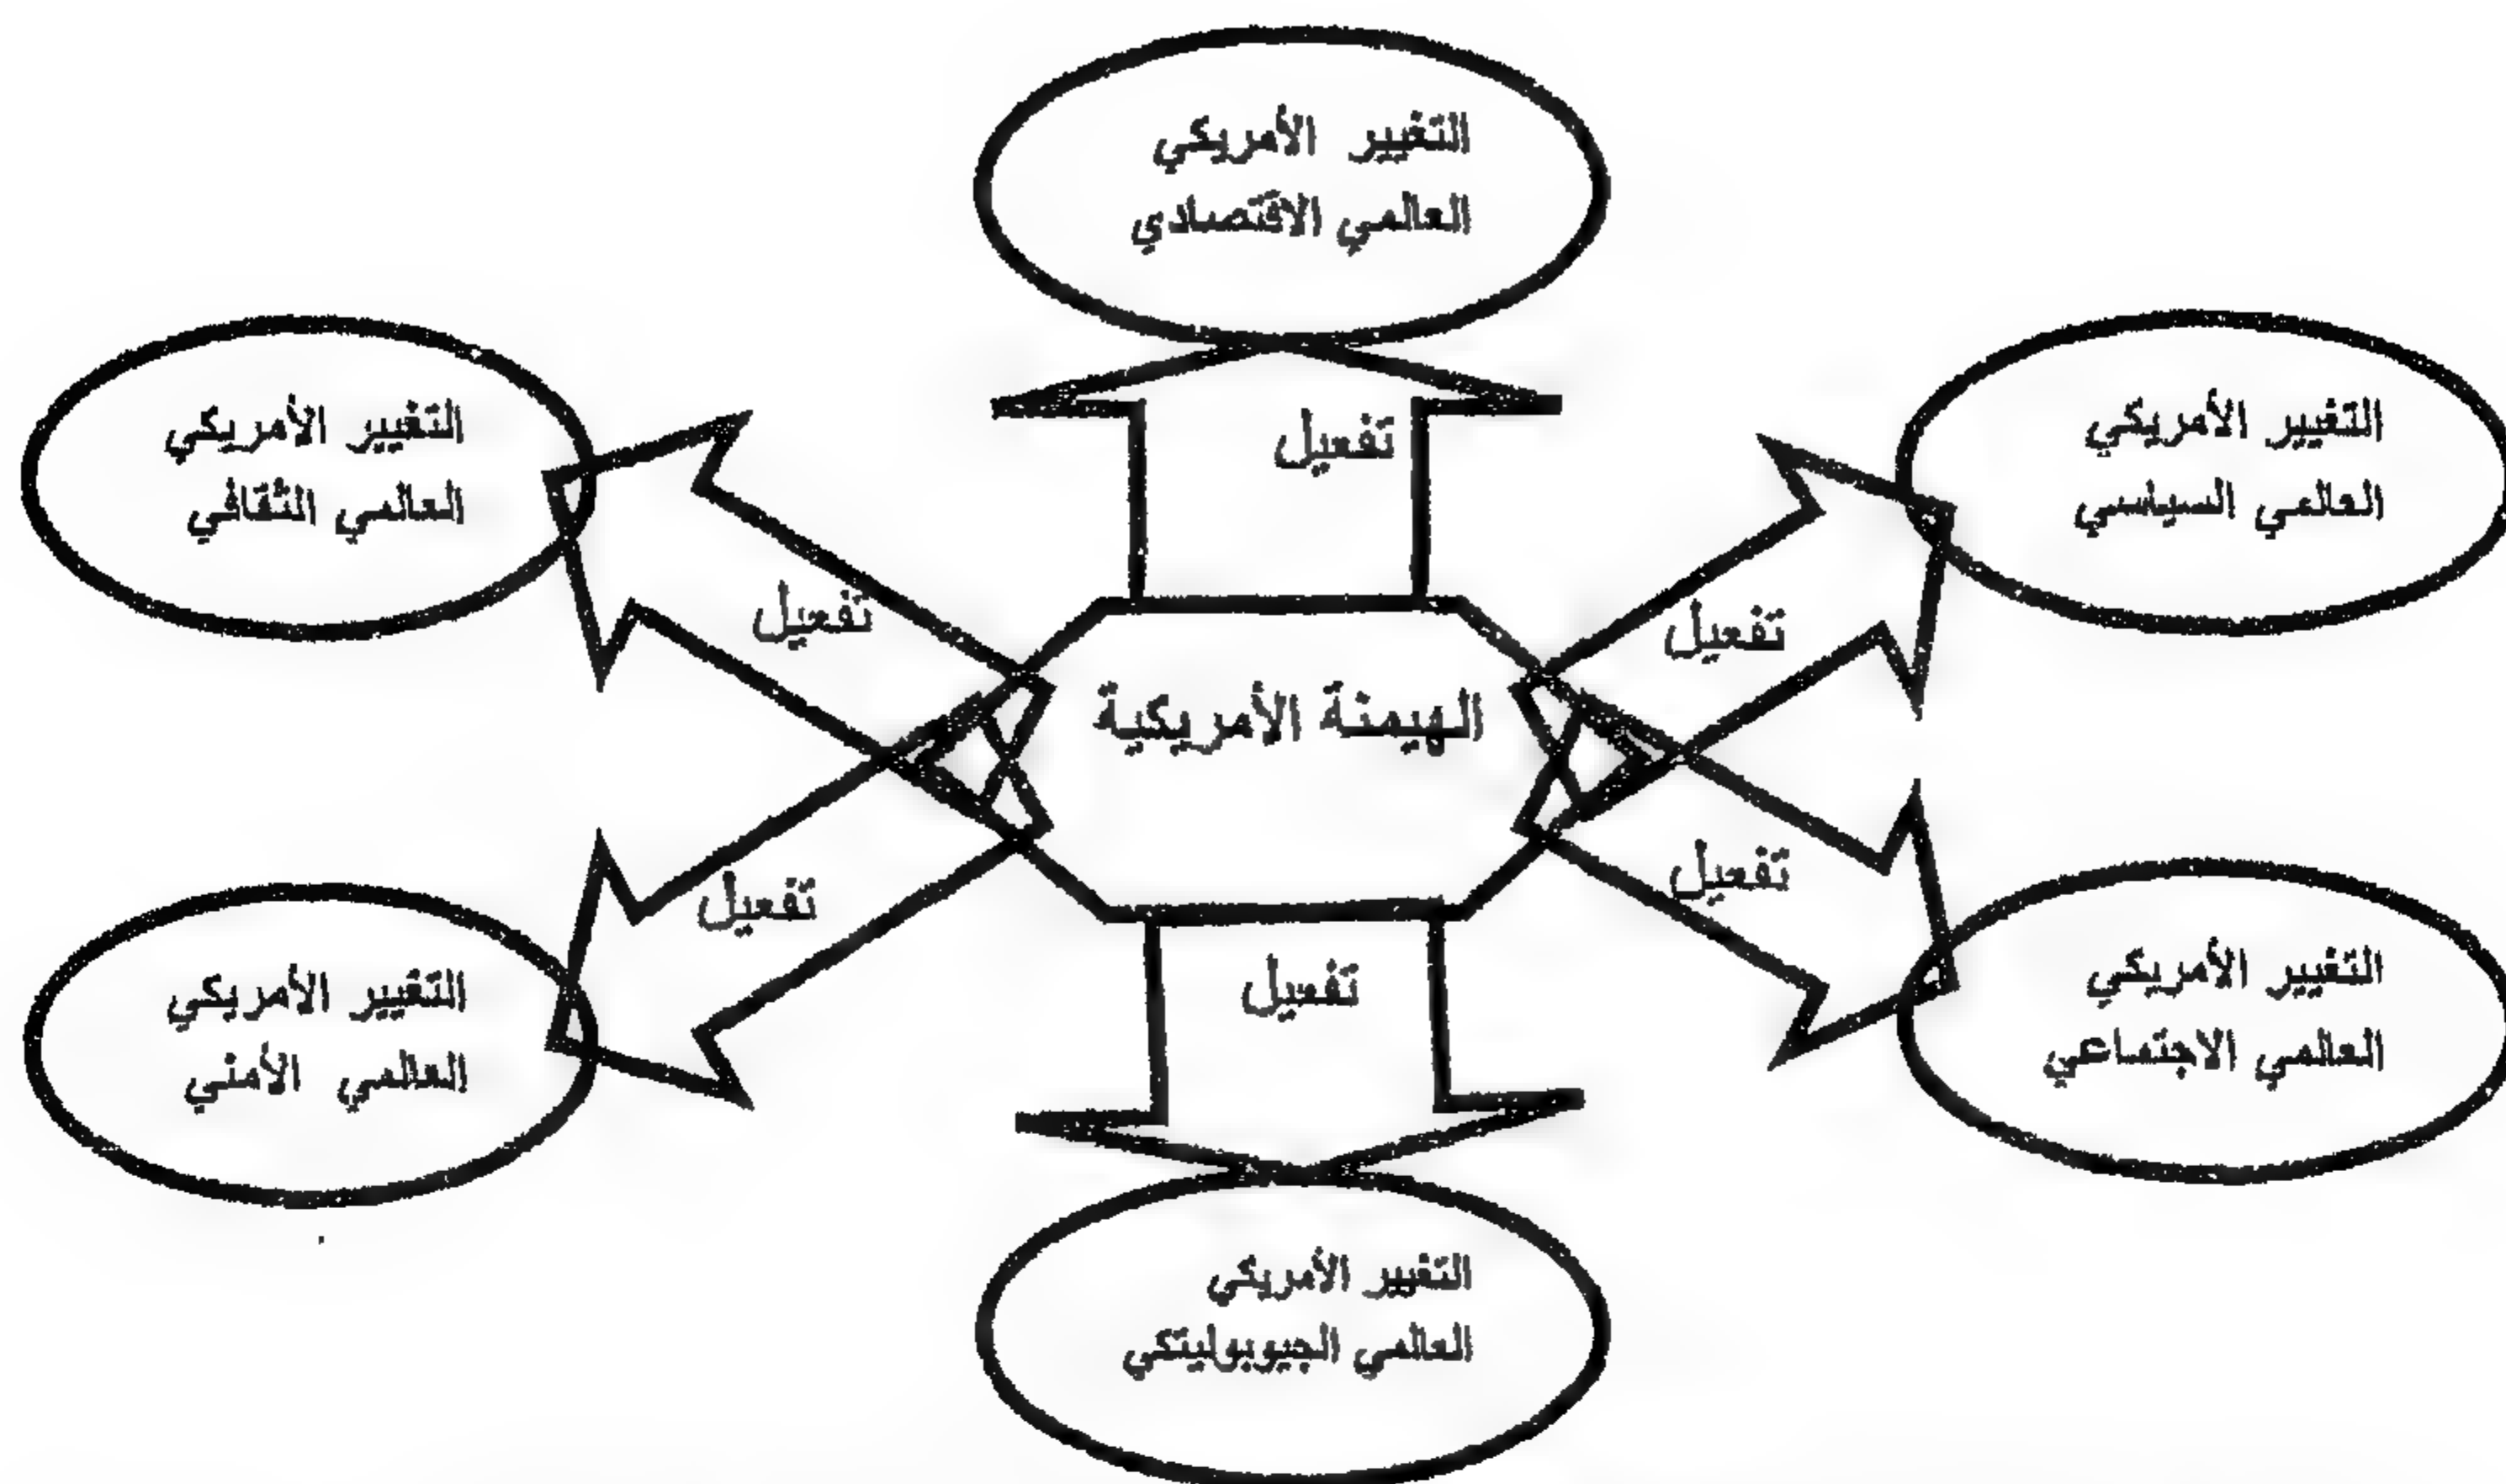 التغيير الأمريكي
العالمي الاقتصادي
التغيير الأمريكي
العالمي السياسي
التغيير الأمريكي
العالمي الثقافي
تفعيل
تفعيل
تفعيل
الهيمنة الأمريكية
تفعيل
تفعيل
تفعيل
التغيير الأمريكي
العالمي الاجتماعي
التغيير الأمريكي
العالمي الأمني
التغيير الأمريكي
العالمي الجيوبوليتكي